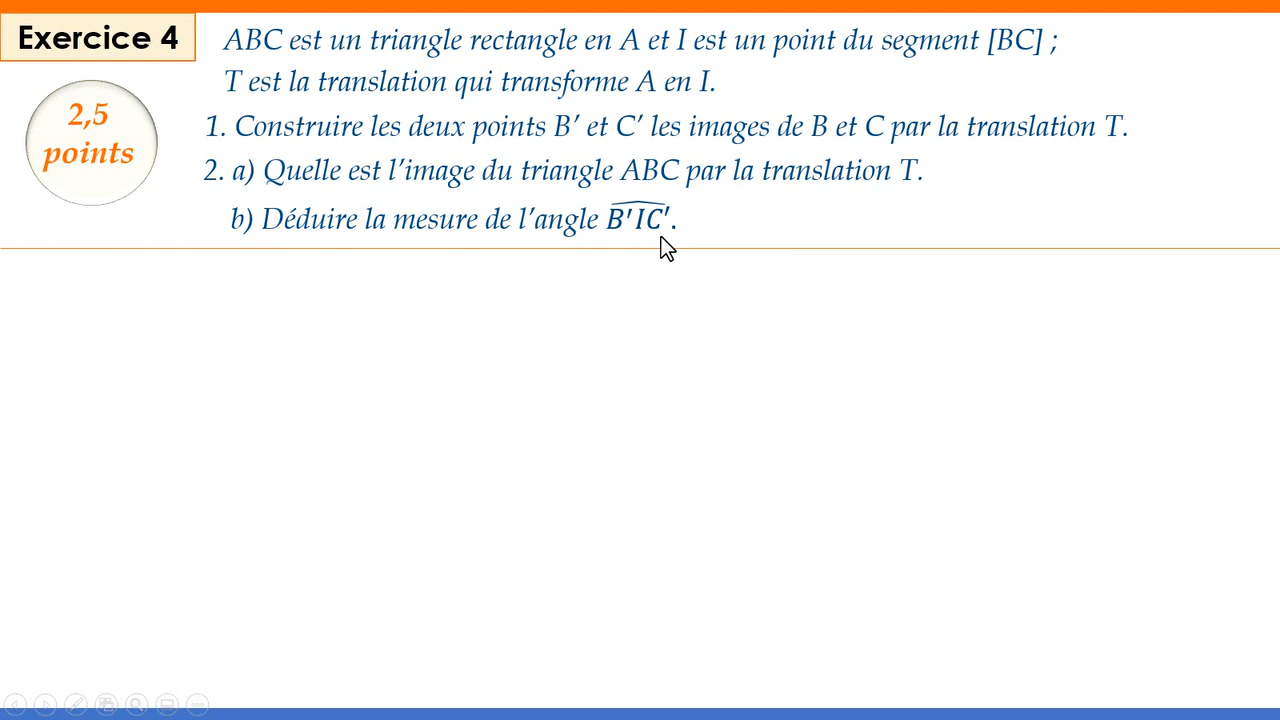 Exercice 4
2,5
points
ABC est un triangle rectangle en A et I est un point du segment [BC] ;
T est la translation qui transforme A en I.
1. Construire les deux points B’ et C’ les images de B et C par la translation T.
2. a) Quelle est l’image du triangle ABC par la translation T.
b) Déduire la mesure de l’angle B′IC′.